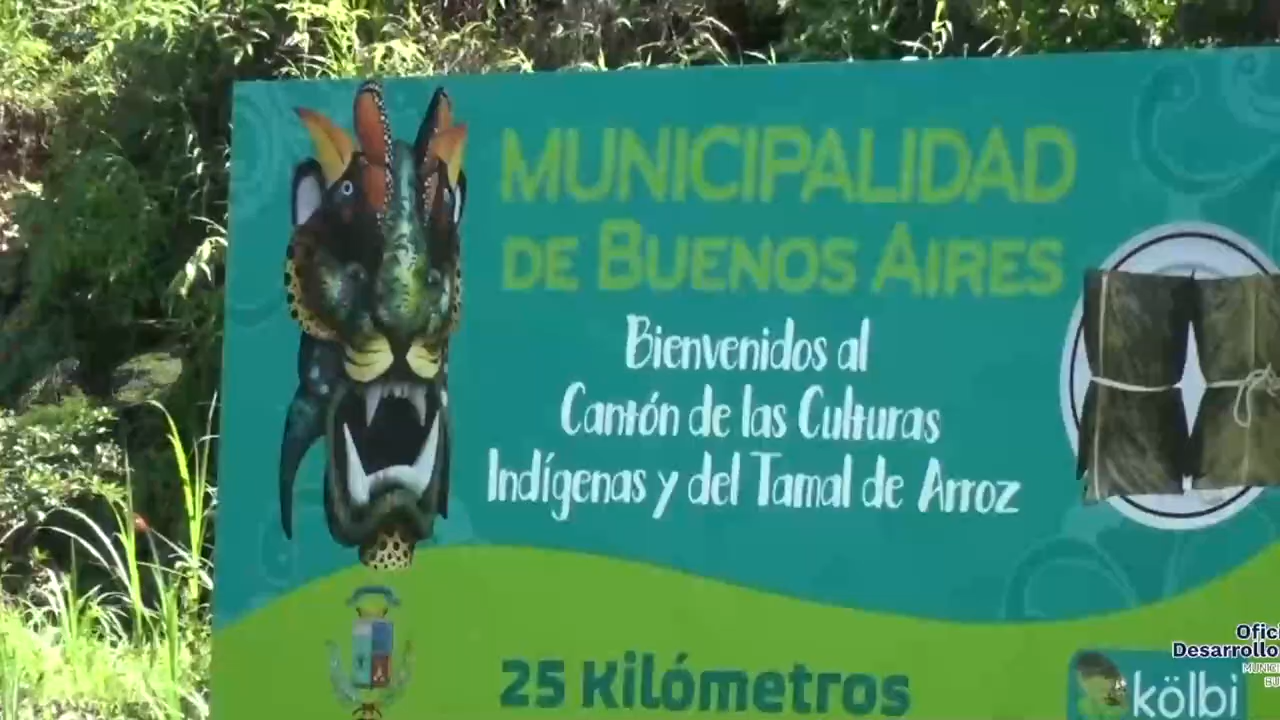 MUNICIPALIDAD
DE BUENOS AIRES
Bienvenidos al
Cantón de las Culturas
Indígenas y del Tamal de Arroz
25 Kilómetros
kölbi
Desarrollo